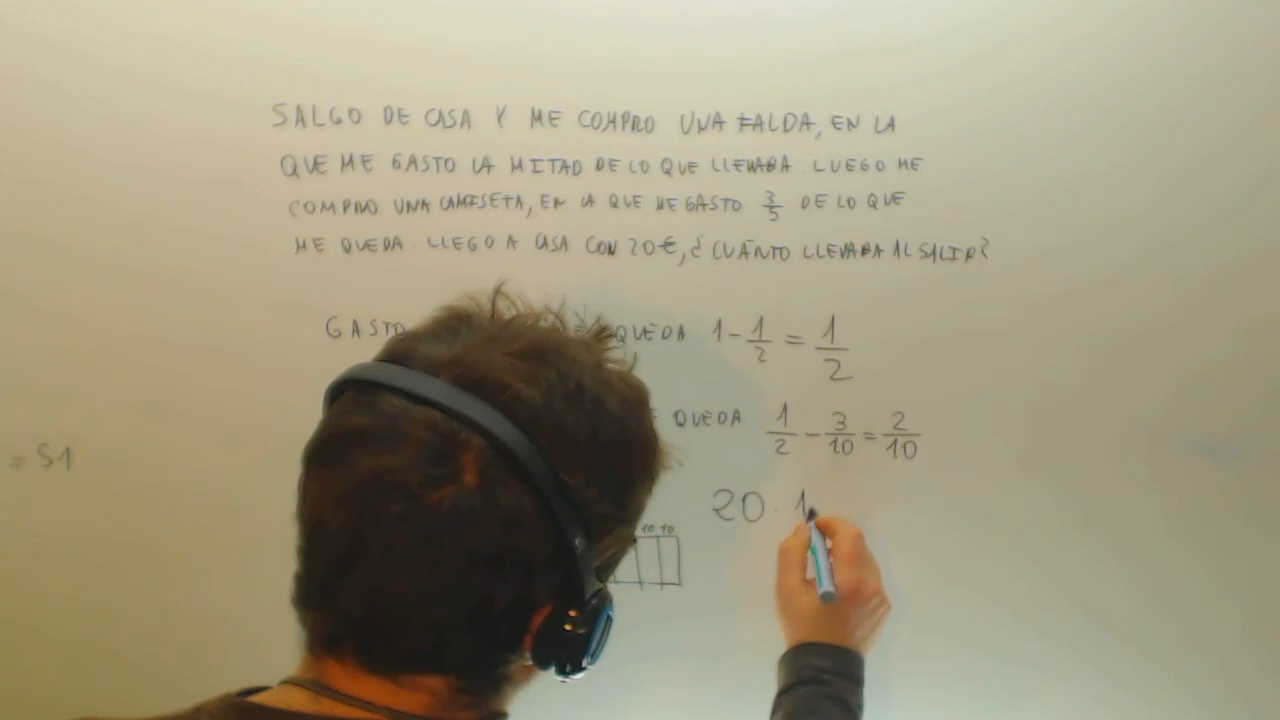 SALGO DE CASA Y ME COMPRO UNA FALDA, EN LA
QUE ME GASTO LA MITAD DE LO QUE LLEVABA. LUEGO ME
COMPRO UNA CAMISETA, EN LA QUE ME GASTO 3/5 DE LO QUE
ME QUEDA. LLEGO A CASA CON 20€, ¿CUÁNTO LLEVABA AL SALIR?
GASTO QUEDA 1 - 1/2 = 1/2
QUEDA 1/2 - 3/10 = 2/10
= S1
20 · 1
10 10